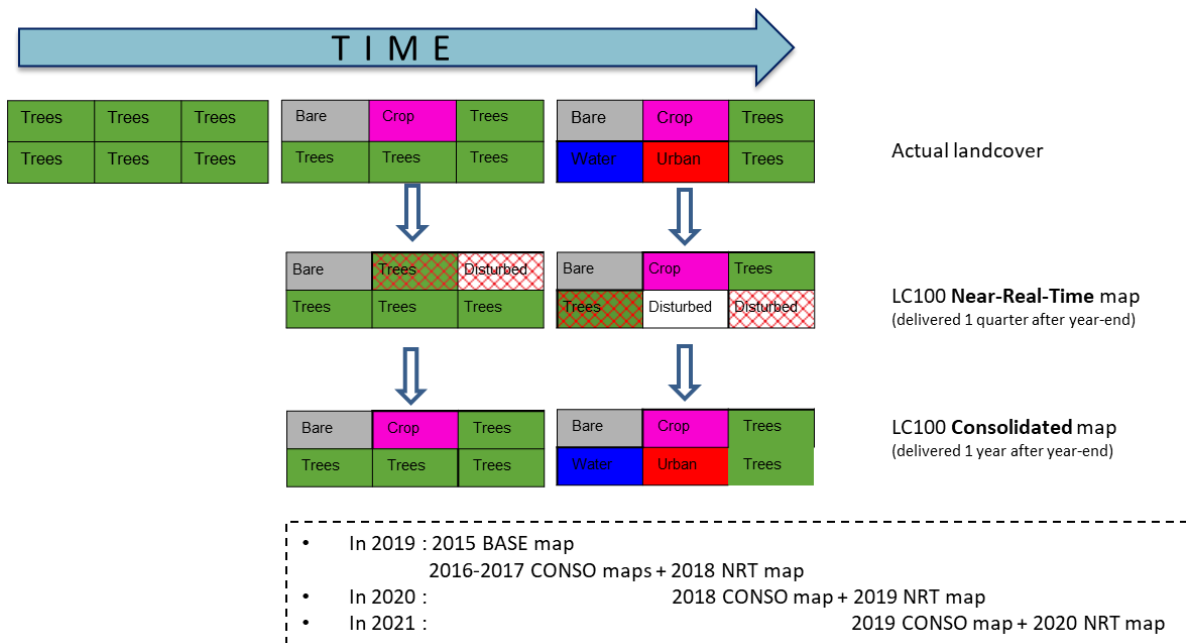 T I M E
Trees Trees Trees Bare Crop Trees Bare Crop Trees
Trees Trees Trees Trees Trees Trees Water Urban Trees
Actual landcover
Bare Trees Disturbed Bare Crop Trees
Trees Trees Trees Trees Disturbed Disturbed
LC100 Near-Real-Time map
(delivered 1 quarter after year-end)
Bare Crop Trees Bare Crop Trees
Trees Trees Trees Water Urban Trees
LC100 Consolidated map
(delivered 1 year after year-end)
• In 2019 : 2015 BASE map
2016-2017 CONSO maps + 2018 NRT map
• In 2020 : 2018 CONSO map + 2019 NRT map
• In 2021 : 2019 CONSO map + 2020 NRT map